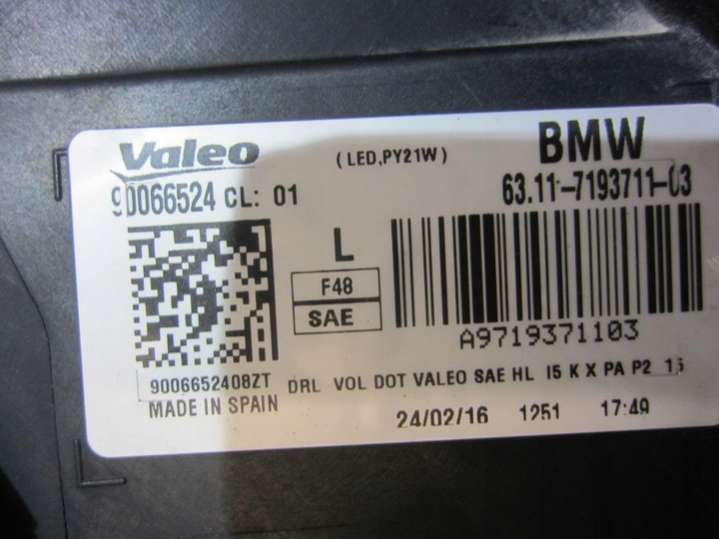 Valeo
(LED,PY21W)
BMW
90066524 CL: 01
63.11-7193711-03
L
F48
SAE
A9719371103
9006652408ZT
DRL VOL DOT VALEO SAE HL I5 K X PA P2 15
MADE IN SPAIN
24/02/16 1251 17:49